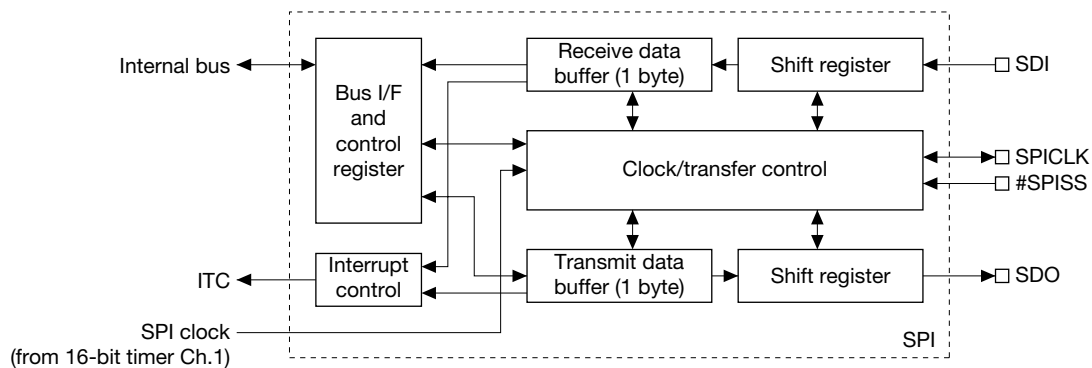 Internal bus
Bus I/F
and
control
register
Receive data
buffer (1 byte)
Shift register
SDI
Clock/transfer control
SPICLK
#SPISS
ITC
Interrupt
control
Transmit data
buffer (1 byte)
Shift register
SDO
SPI clock
(from 16-bit timer Ch.1)
SPI